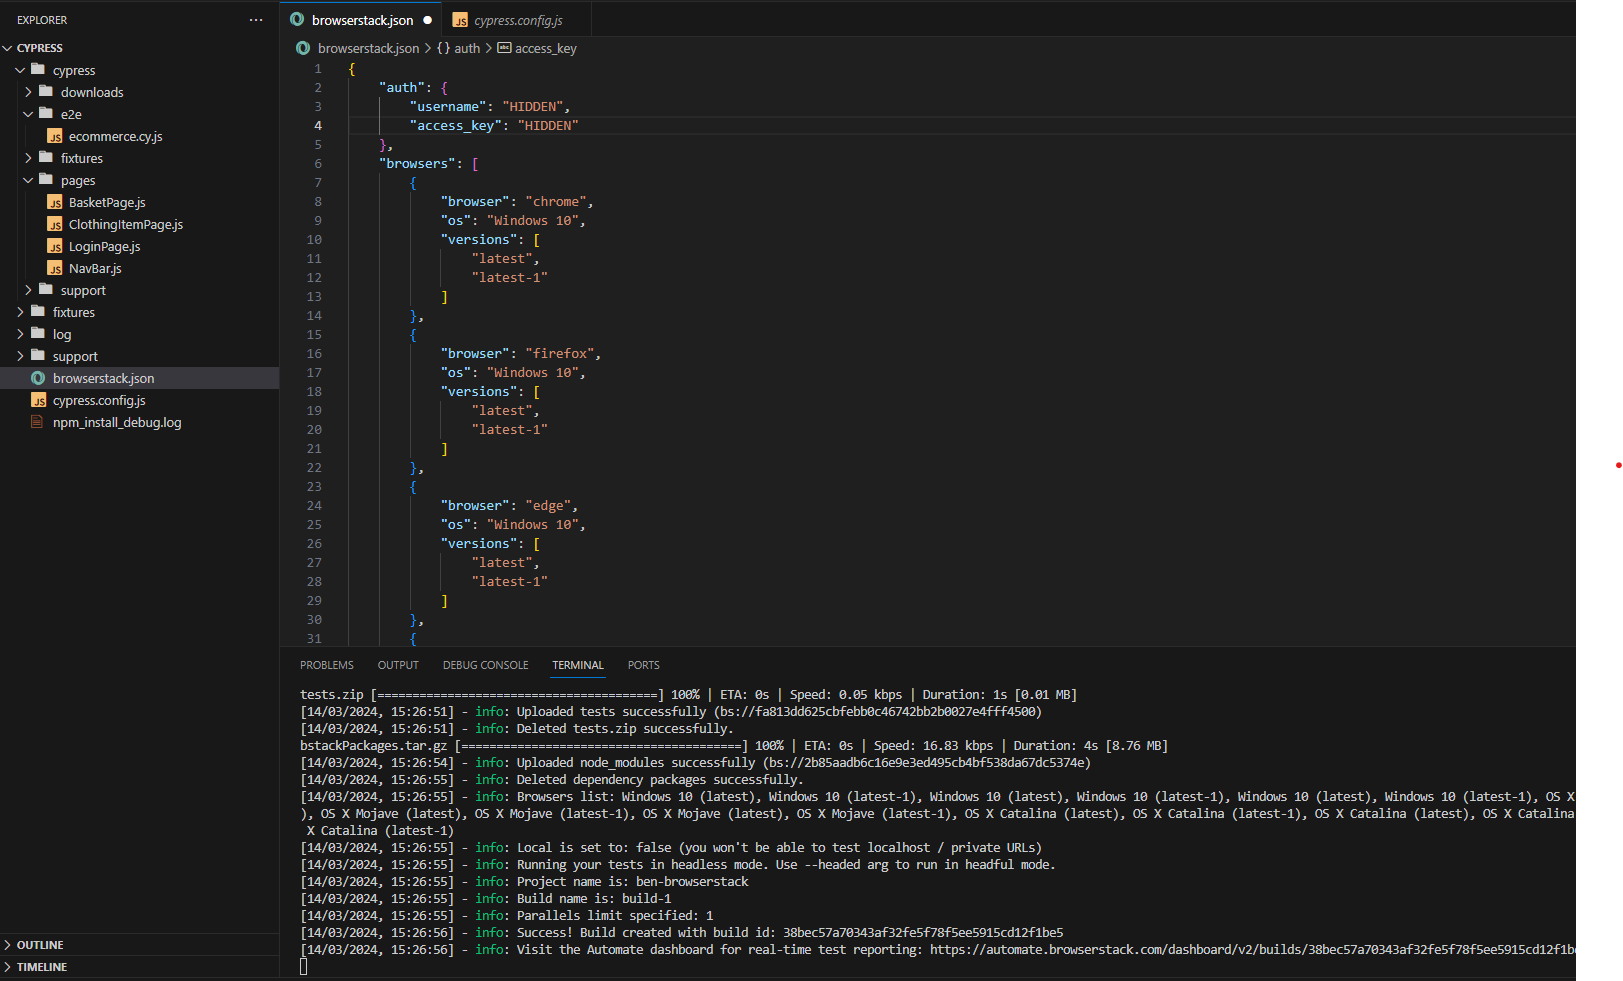 EXPLORER
CYPRESS
cypress
downloads
e2e
ecommerce.cy.js
fixtures
pages
BasketPage.js
ClothingItemPage.js
LoginPage.js
NavBar.js
support
fixtures
log
support
browserstack.json
cypress.config.js
npm_install_debug.log
OUTLINE
TIMELINE
browserstack.json ● JS cypress.config.js
browserstack.json > {} auth > abc access_key
1 {
2 "auth": {
3 "username": "HIDDEN",
4 "access_key": "HIDDEN"
5 },
6 "browsers": [
7 {
8 "browser": "chrome",
9 "os": "Windows 10",
10 "versions": [
11 "latest",
12 "latest-1"
13 ]
14 },
15 {
16 "browser": "firefox",
17 "os": "Windows 10",
18 "versions": [
19 "latest",
20 "latest-1"
21 ]
22 },
23 {
24 "browser": "edge",
25 "os": "Windows 10",
26 "versions": [
27 "latest",
28 "latest-1"
29 ]
30 },
31 {
PROBLEMS OUTPUT DEBUG CONSOLE TERMINAL PORTS
tests.zip [========================================] 100% | ETA: 0s | Speed: 0.05 kbps | Duration: 1s [0.01 MB]
[14/03/2024, 15:26:51] - info: Uploaded tests successfully (bs://fa813dd625cbfebb0c46742bb2b0027e4fff4500)
[14/03/2024, 15:26:51] - info: Deleted tests.zip successfully.
bstackPackages.tar.gz [========================================] 100% | ETA: 0s | Speed: 16.83 kbps | Duration: 4s [8.76 MB]
[14/03/2024, 15:26:54] - info: Uploaded node_modules successfully (bs://2b85aadb6c16e9e3ed495cb4bf538da67dc5374e)
[14/03/2024, 15:26:55] - info: Deleted dependency packages successfully.
[14/03/2024, 15:26:55] - info: Browsers list: Windows 10 (latest), Windows 10 (latest-1), Windows 10 (latest), Windows 10 (latest-1), Windows 10 (latest), Windows 10 (latest-1), OS X
), OS X Mojave (latest), OS X Mojave (latest-1), OS X Mojave (latest), OS X Mojave (latest-1), OS X Catalina (latest), OS X Catalina (latest-1), OS X Catalina (latest), OS X Catalina
X Catalina (latest-1)
[14/03/2024, 15:26:55] - info: Local is set to: false (you won't be able to test localhost / private URLs)
[14/03/2024, 15:26:55] - info: Running your tests in headless mode. Use --headed arg to run in headful mode.
[14/03/2024, 15:26:55] - info: Project name is: ben-browserstack
[14/03/2024, 15:26:55] - info: Build name is: build-1
[14/03/2024, 15:26:55] - info: Parallels limit specified: 1
[14/03/2024, 15:26:56] - info: Success! Build created with build id: 38bec57a70343af32fe5f78f5ee5915cd12f1be5
[14/03/2024, 15:26:56] - info: Visit the Automate dashboard for real-time test reporting: https://automate.browserstack.com/dashboard/v2/builds/38bec57a70343af32fe5f78f5ee5915cd12f1b